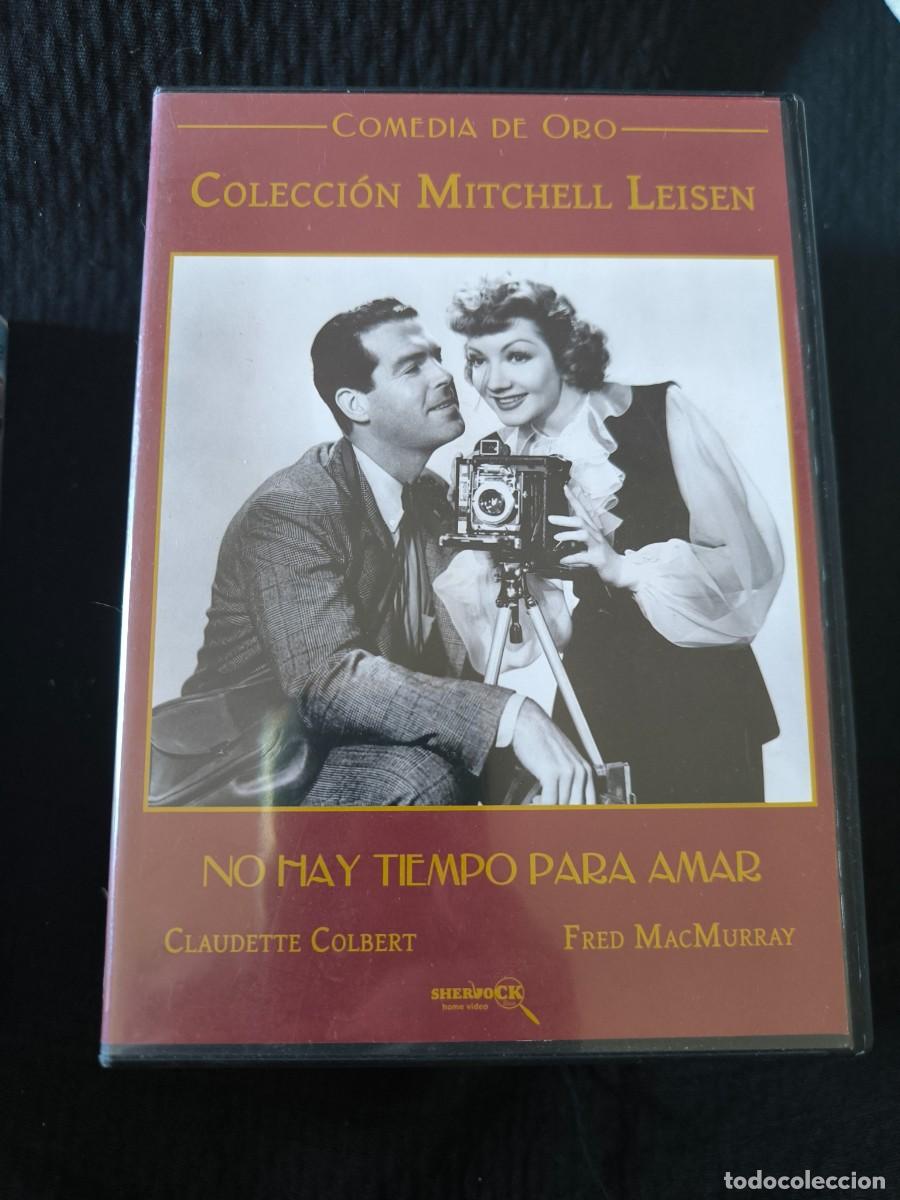 COMEDIA DE ORO
COLECCIÓN MITCHELL LEISEN
NO HAY TIEMPO PARA AMAR
CLAUDETTE COLBERT FRED MACMURRAY
SHERLOCK
home video
todocoleccion